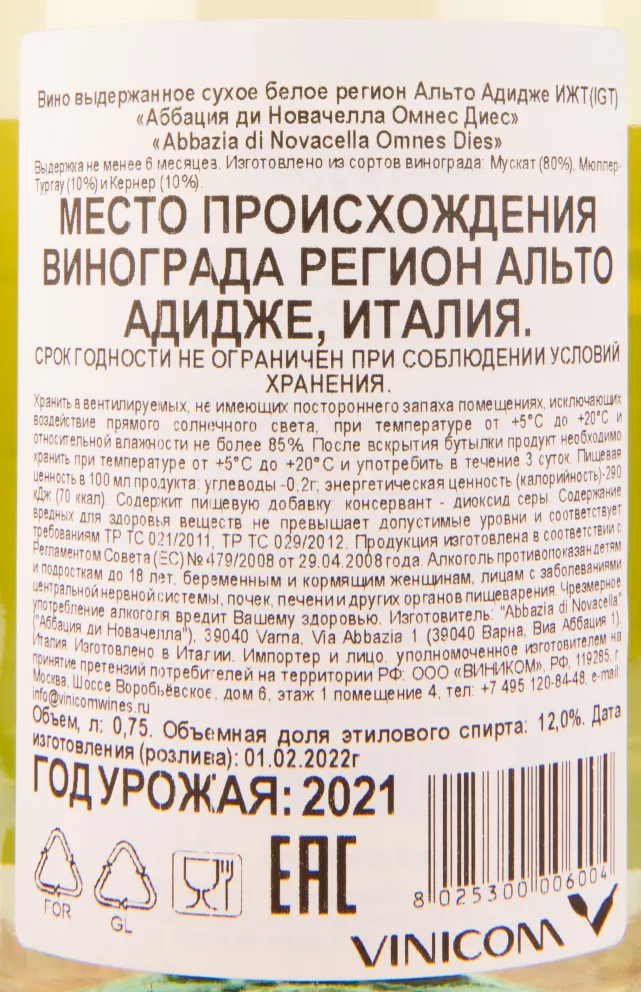 Вино выдержанное сухое белое регион Альто Адидже ИЖТ(IGT)
«Аббация ди Новачелла Омнес Диес»
«Abbazia di Novacella Omnes Dies»
Выдержка не менее 6 месяцев. Изготовлено из сортов винограда: Мускат (80%), Мюллер-
Тургау (10%) и Кернер (10%).
МЕСТО ПРОИСХОЖДЕНИЯ
ВИНОГРАДА РЕГИОН АЛЬТО
АДИДЖЕ, ИТАЛИЯ.
СРОК ГОДНОСТИ НЕ ОГРАНИЧЕН ПРИ СОБЛЮДЕНИИ УСЛОВИЙ
ХРАНЕНИЯ.
Хранить в вентилируемых, не имеющих постороннего запаха помещениях, исключающих
воздействие прямого солнечного света, при температуре от +5°С до +20°С и
относительной влажности не более 85%. После вскрытия бутылки продукт необходимо
хранить при температуре от +5°С до +20°С и употребить в течение 3 суток. Пищевая
ценность в 100 мл продукта: углеводы -0,2г; энергетическая ценность (калорийность)-290
кДж (70 ккал). Содержит пищевую добавку: консервант - диоксид серы. Содержание
вредных для здоровья веществ не превышает допустимые уровни и соответствует
требованиям ТР ТС 021/2011, ТР ТС 029/2012. Продукция изготовлена в соответствии с
Регламентом Совета (ЕС) № 479/2008 от 29.04.2008 года. Алкоголь противопоказан детям
и подросткам до 18 лет, беременным и кормящим женщинам, лицам с заболеваниями
центральной нервной системы, почек, печени и других органов пищеварения. Чрезмерное
употребление алкоголя вредит Вашему здоровью. Изготовитель: "Abbazia di Novacella"
("Аббация ди Новачелла"), 39040 Varna, Via Abbazia 1 (39040 Варна, Виа Аббация 1),
Италия Изготовлено в Италии. Импортер и лицо, уполномоченное изготовителем на
принятие претензий потребителей на территории РФ: ООО «ВИНИКОМ», РФ, 119285, г.
Москва, Шоссе Воробьёвское, дом 6, этаж 1 помещение 4, тел: +7 495 120-84-48, e-mail:
info@vinicomwines.ru
Объем, л: 0,75. Объемная доля этилового спирта: 12,0%. Дата
изготовления (розлива): 01.02.2022г
ГОД УРОЖАЯ: 2021
FOR
GL
EAC
8 025300 006004
VINICOM